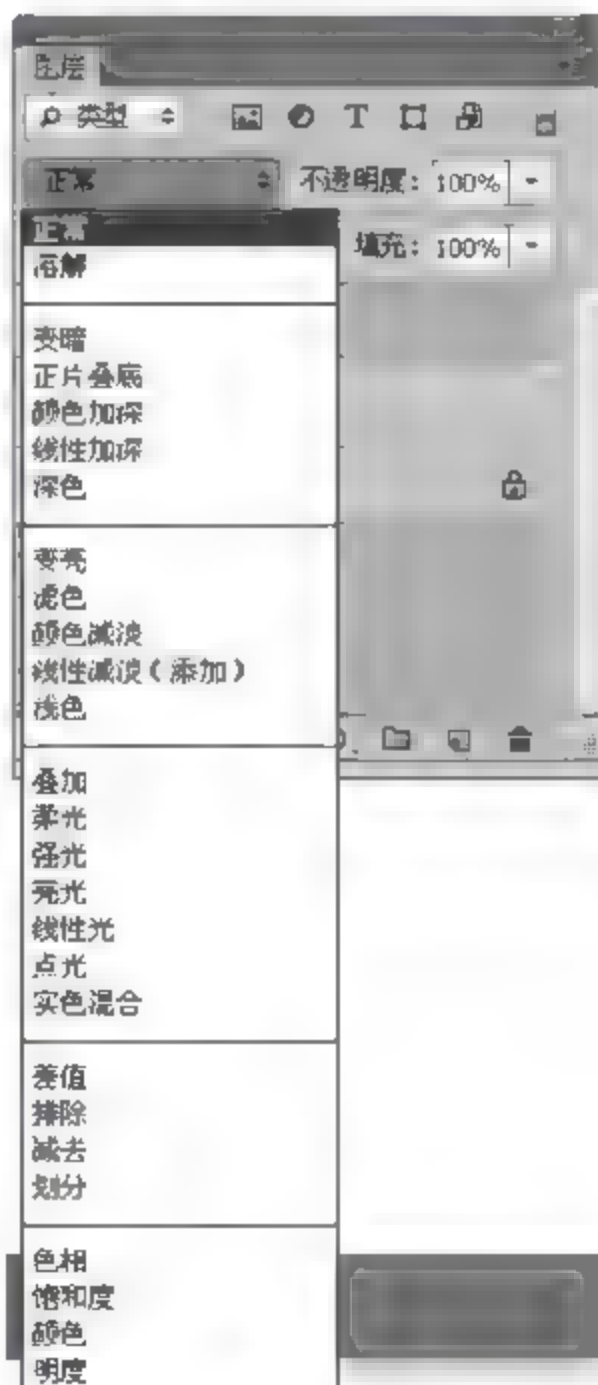 图层
类型 T
正常 不透明度：100%
正常
填充：100%
溶解
变暗
正片叠底
颜色加深
线性加深
深色
变亮
滤色
颜色减淡
线性减淡（添加）
浅色
叠加
柔光
强光
亮光
线性光
点光
实色混合
差值
排除
减去
划分
色相
饱和度
颜色
明度